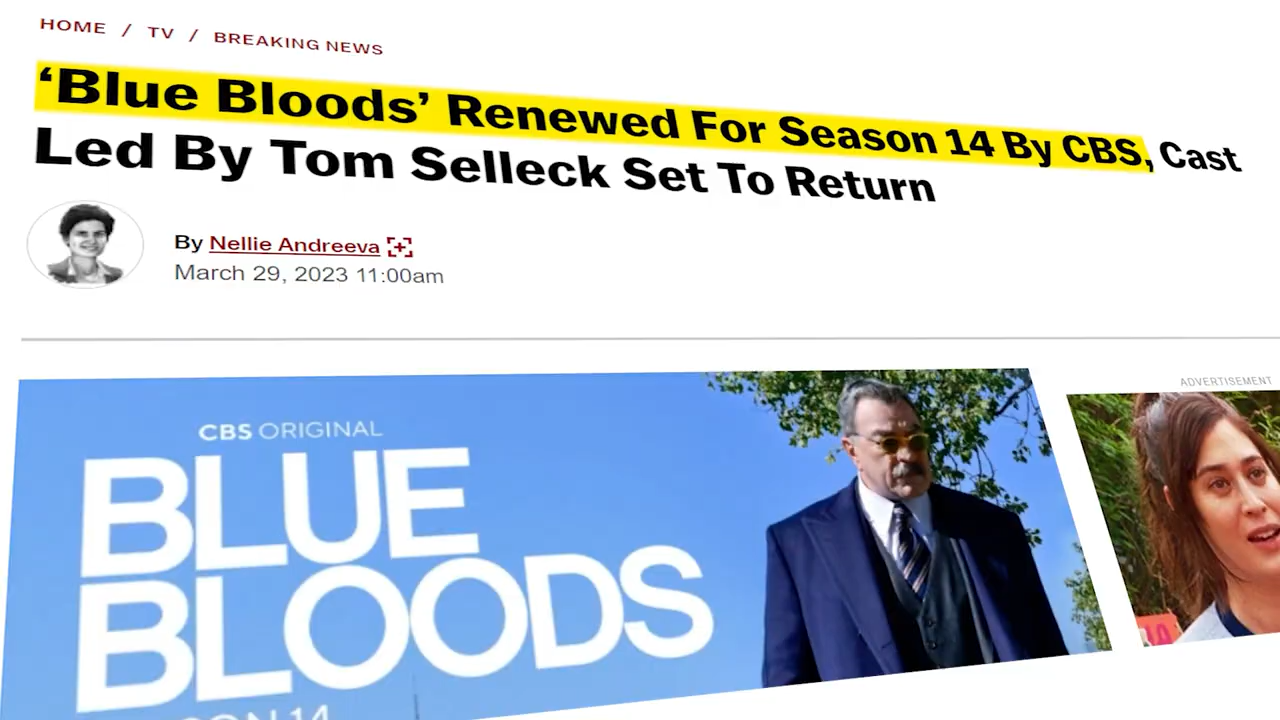 HOME / TV / BREAKING NEWS
‘Blue Bloods’ Renewed For Season 14 By CBS, Cast
Led By Tom Selleck Set To Return
By Nellie Andreeva
March 29, 2023 11:00am
ADVERTISEMENT
CBS ORIGINAL
BLUE
BLOODS
14